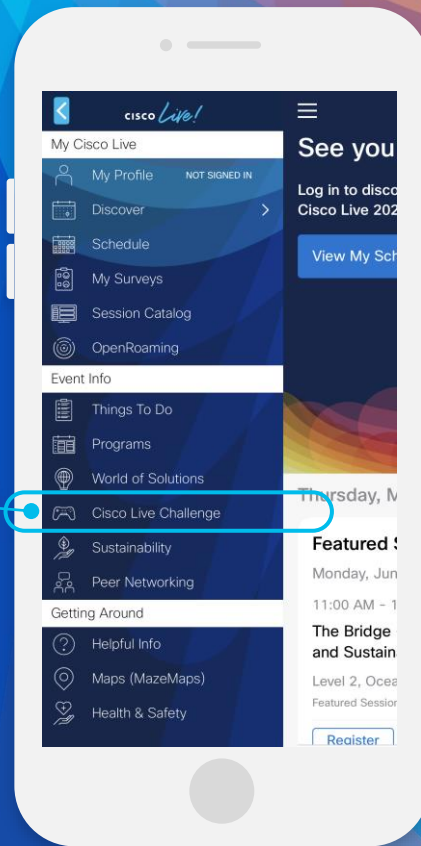 CISCO Live!
My Cisco Live
My Profile NOT SIGNED IN
Discover
Schedule
My Surveys
Session Catalog
OpenRoaming
Event Info
Things To Do
Programs
World of Solutions
Cisco Live Challenge
Sustainability
Peer Networking
Getting Around
Helpful Info
Maps (MazeMaps)
Health & Safety
See you
Log in to disco
Cisco Live 202
View My Sch
Thursday, M
Featured S
Monday, Jun
11:00 AM - 1
The Bridge
and Sustain
Level 2, Ocea
Featured Session
Register